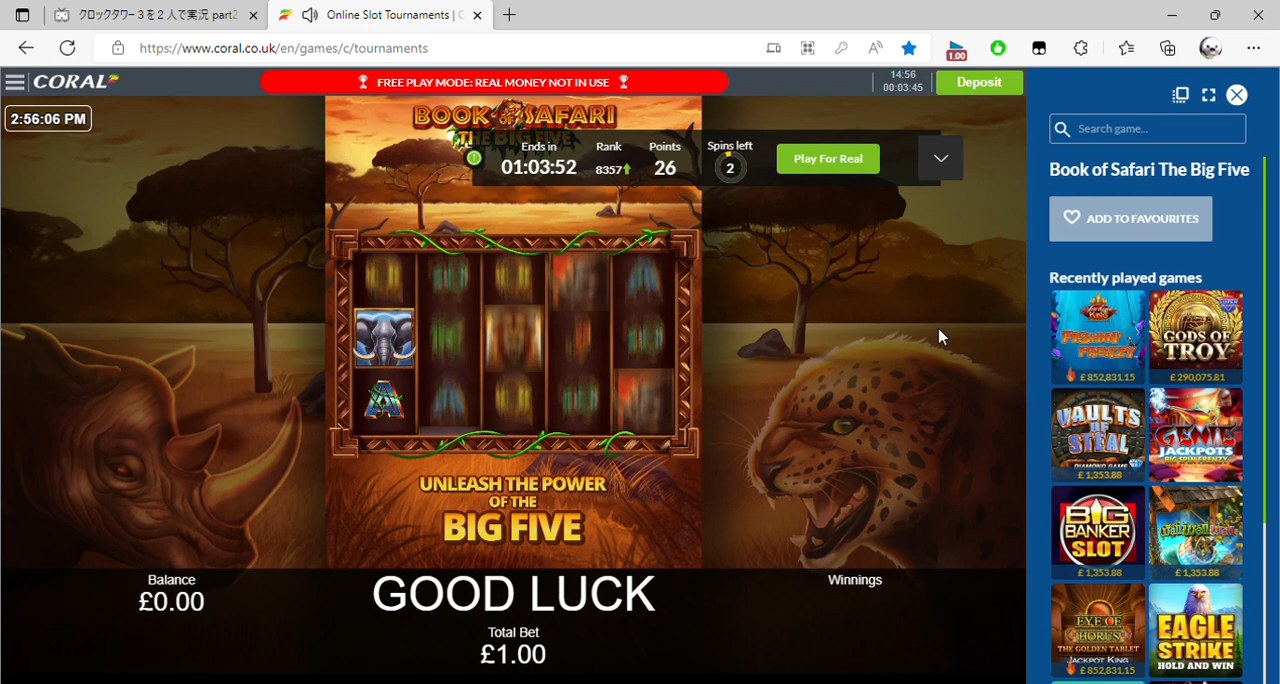 クロックタワー３を２人で実況 part2
Online Slot Tournaments | C
https://www.coral.co.uk/en/games/c/tournaments
1.00
CORAL
FREE PLAY MODE: REAL MONEY NOT IN USE
14:56
00:03:45
Deposit
2:56:06 PM
BOOK OF SAFARI
THE BIG FIVE
Ends in
01:03:52
Rank
8357
Points
26
Spins left
2
Play For Real
A
UNLEASH THE POWER
OF THE
BIG FIVE
Balance
£0.00
GOOD LUCK
Total Bet
£1.00
Winnings
Search game...
Book of Safari The Big Five
ADD TO FAVOURITES
Recently played games
KING
FISHIN' FRENZY
£ 852,831.15
GODS OF
TROY
£ 290,075.81
VAULTS
OF
STEAL
DIAMOND GAME
£ 1,353.88
GENIE
JACKPOTS
BIG SPIN FRENZY
BIG
BANKER
SLOT
£ 1,353.88
£ 1,353.88
EYE OF
HORUS
THE GOLDEN TABLET
JACKPOT KING
£ 852,831.15
EAGLE
STRIKE
HOLD AND WIN